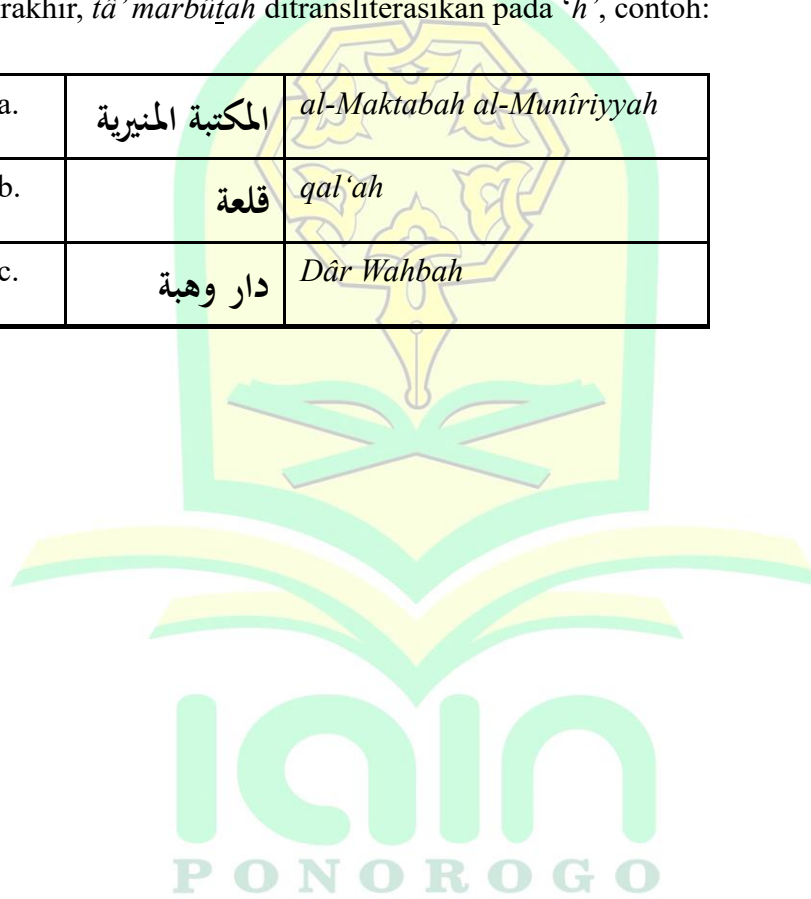 rakhir, tâ’ marbûṯah ditransliterasikan pada ‘h’, contoh:
a. المكتبة المنيرية al-Maktabah al-Munîriyyah
b. قلعة qal‘ah
c. دار وهبة Dâr Wahbah
iain
PONOROGO